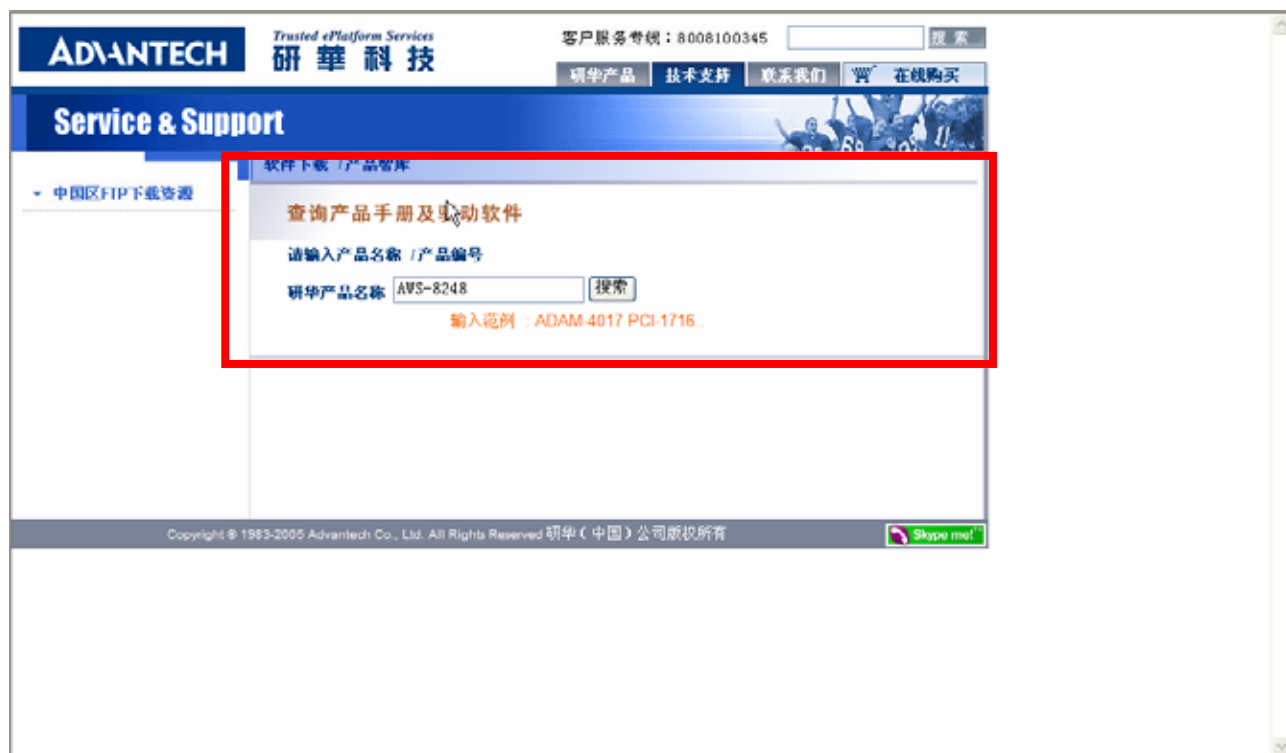 ADVANTECH
Trusted ePlatform Services
研華科技
客户服务专线：8008100345
搜 索
研华产品
技术支持
联系我们
在线购买
Service & Support
软件下载 /产品智库
中国区FTP下载资源
查询产品手册及驱动软件
请输入产品名称 /产品编号
研华产品名称 AWS-8248 搜索
输入范例 : ADAM-4017 PCI-1716..
Copyright © 1983-2005 Advantech Co., Ltd. All Rights Reserved 研华（中国）公司版权所有
Skype me!